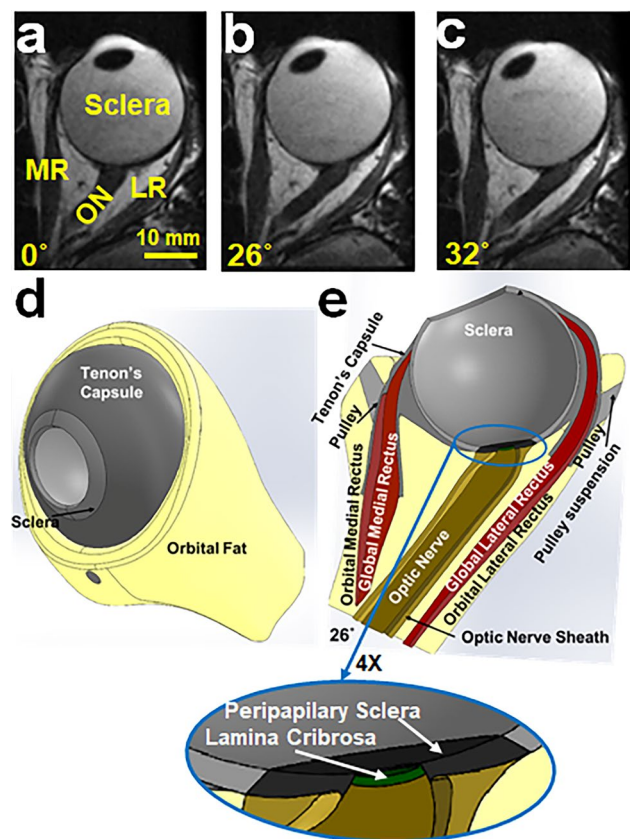 a
b
c
Sclera
MR
ON
LR
0°
10 mm
26°
32°
d
e
Tenon's
Capsule
Sclera
Orbital Fat
Sclera
Tenon's Capsule
Pulley
Orbital Medial Rectus
Global Medial Rectus
Optic Nerve
Global Lateral Rectus
Orbital Lateral Rectus
Pulley
Pulley suspension
26°
Optic Nerve Sheath
4X
Peripapilary Sclera
Lamina Cribrosa